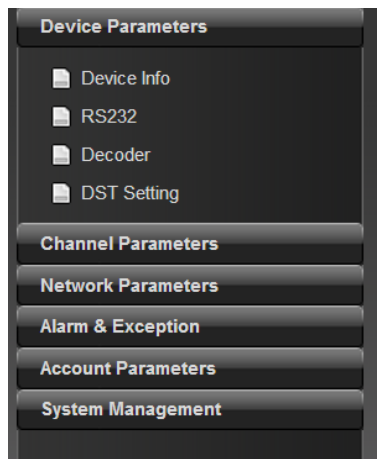 Device Parameters
Device Info
RS232
Decoder
DST Setting
Channel Parameters
Network Parameters
Alarm & Exception
Account Parameters
System Management